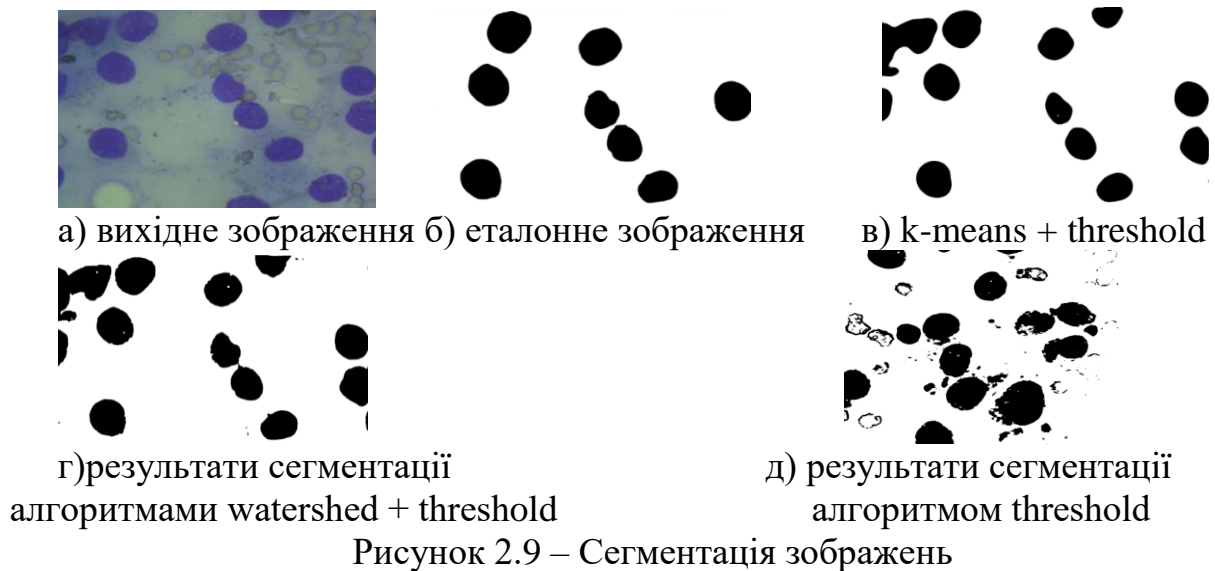 а) вихідне зображення б) еталонне зображення в) k-means + threshold
г)результати сегментації д) результати сегментації
алгоритмами watershed + threshold алгоритмом threshold
Рисунок 2.9 – Сегментація зображень